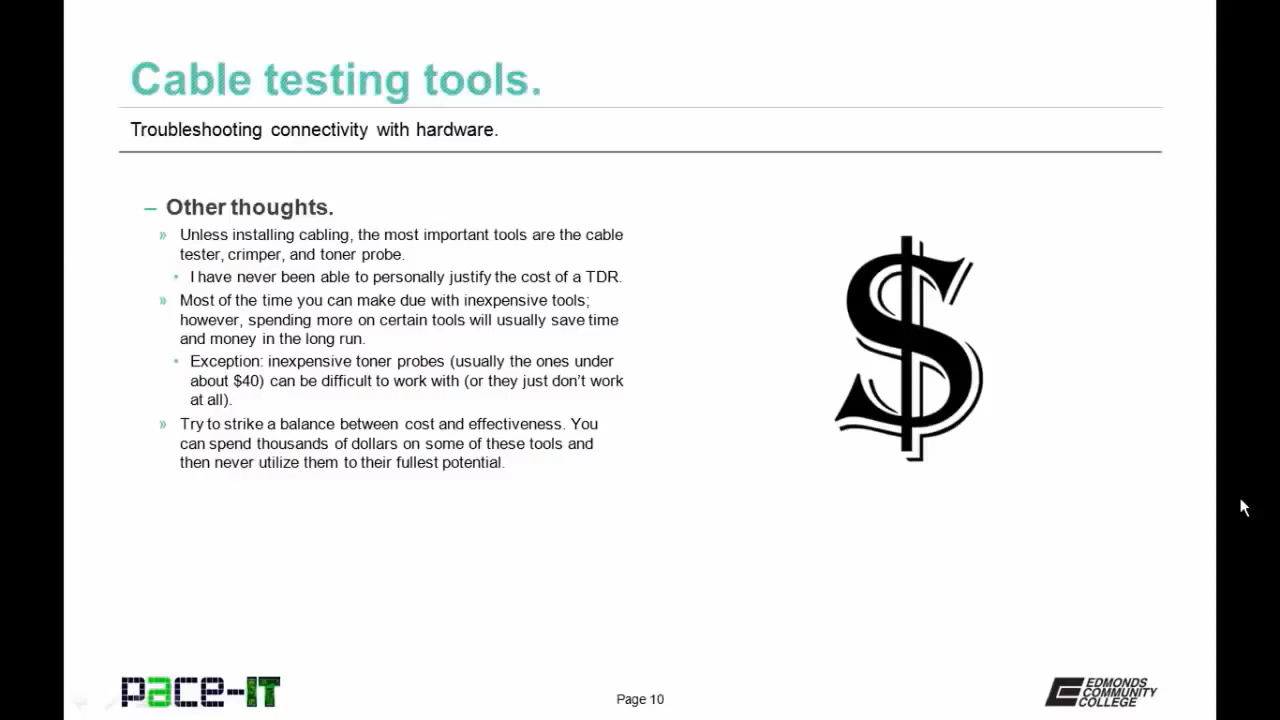 Cable testing tools.
Troubleshooting connectivity with hardware.
– Other thoughts.
» Unless installing cabling, the most important tools are the cable
tester, crimper, and toner probe.
• I have never been able to personally justify the cost of a TDR.
» Most of the time you can make due with inexpensive tools;
however, spending more on certain tools will usually save time
and money in the long run.
• Exception: inexpensive toner probes (usually the ones under
about $40) can be difficult to work with (or they just don’t work
at all).
» Try to strike a balance between cost and effectiveness. You
can spend thousands of dollars on some of these tools and
then never utilize them to their fullest potential.
$
pace-IT
Page 10
EDMONDS
COMMUNITY
COLLEGE